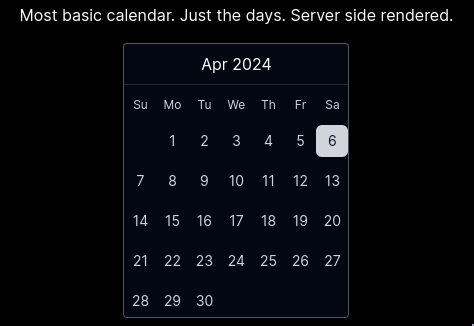 Most basic calendar. Just the days. Server side rendered.
Apr 2024
Su Mo Tu We Th Fr Sa
1 2 3 4 5 6
7 8 9 10 11 12 13
14 15 16 17 18 19 20
21 22 23 24 25 26 27
28 29 30